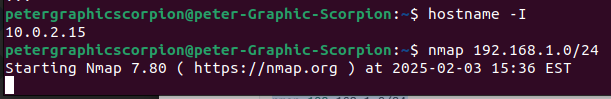 petergraphicscorpion@peter-Graphic-Scorpion:~$ hostname -I
10.0.2.15
petergraphicscorpion@peter-Graphic-Scorpion:~$ nmap 192.168.1.0/24
Starting Nmap 7.80 ( https://nmap.org ) at 2025-02-03 15:36 EST